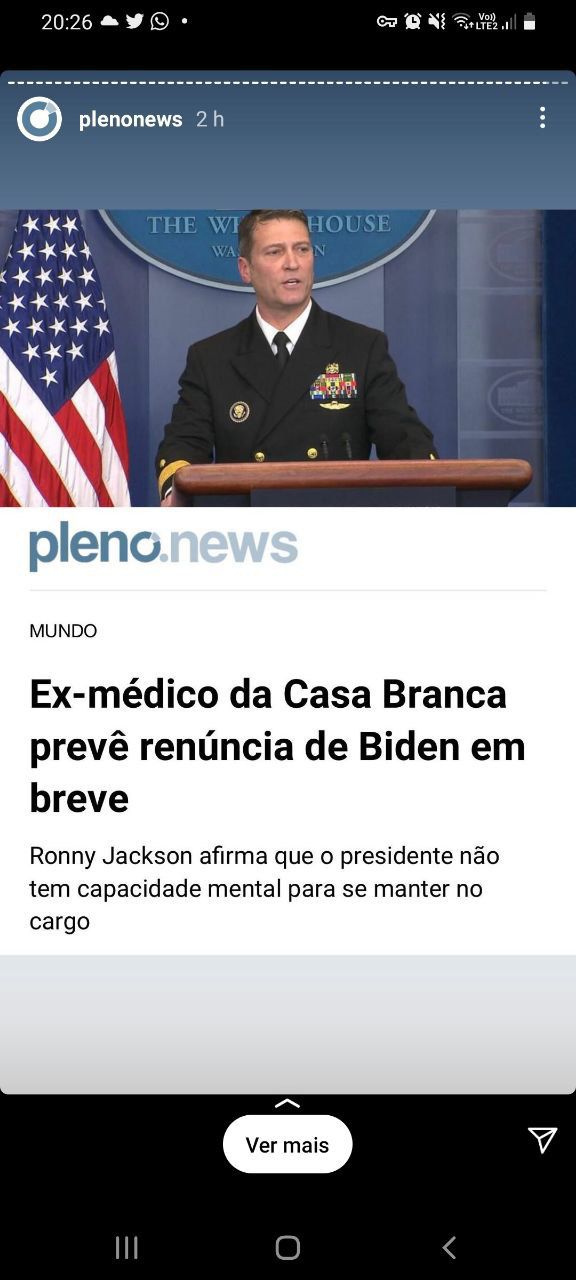 20:26
Vo))
LTE2
plenonews 2 h
THE WH HOUSE
WA N
pleno.news
MUNDO
Ex-médico da Casa Branca
prevê renúncia de Biden em
breve
Ronny Jackson afirma que o presidente não
tem capacidade mental para se manter no
cargo
Ver mais